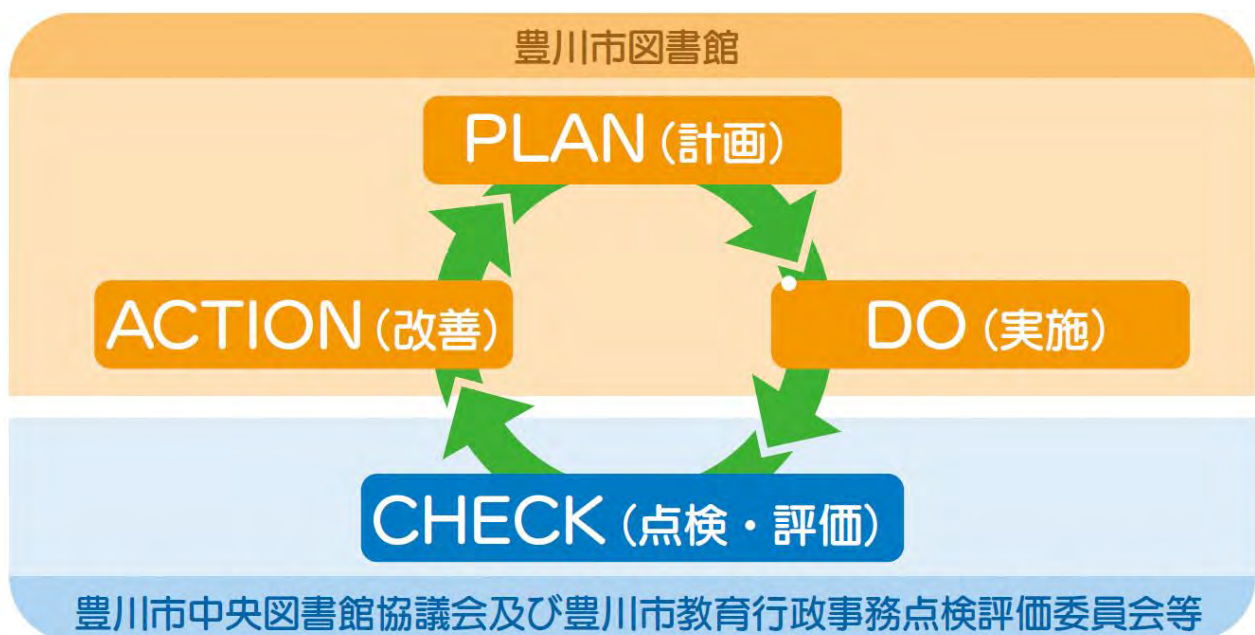 豊川市図書館
PLAN(計画)
ACTION(改善)
DO(実施)
CHECK(点検・評価)
豊川市中央図書館協議会及び豊川市教育行政事務点検評価委員会等